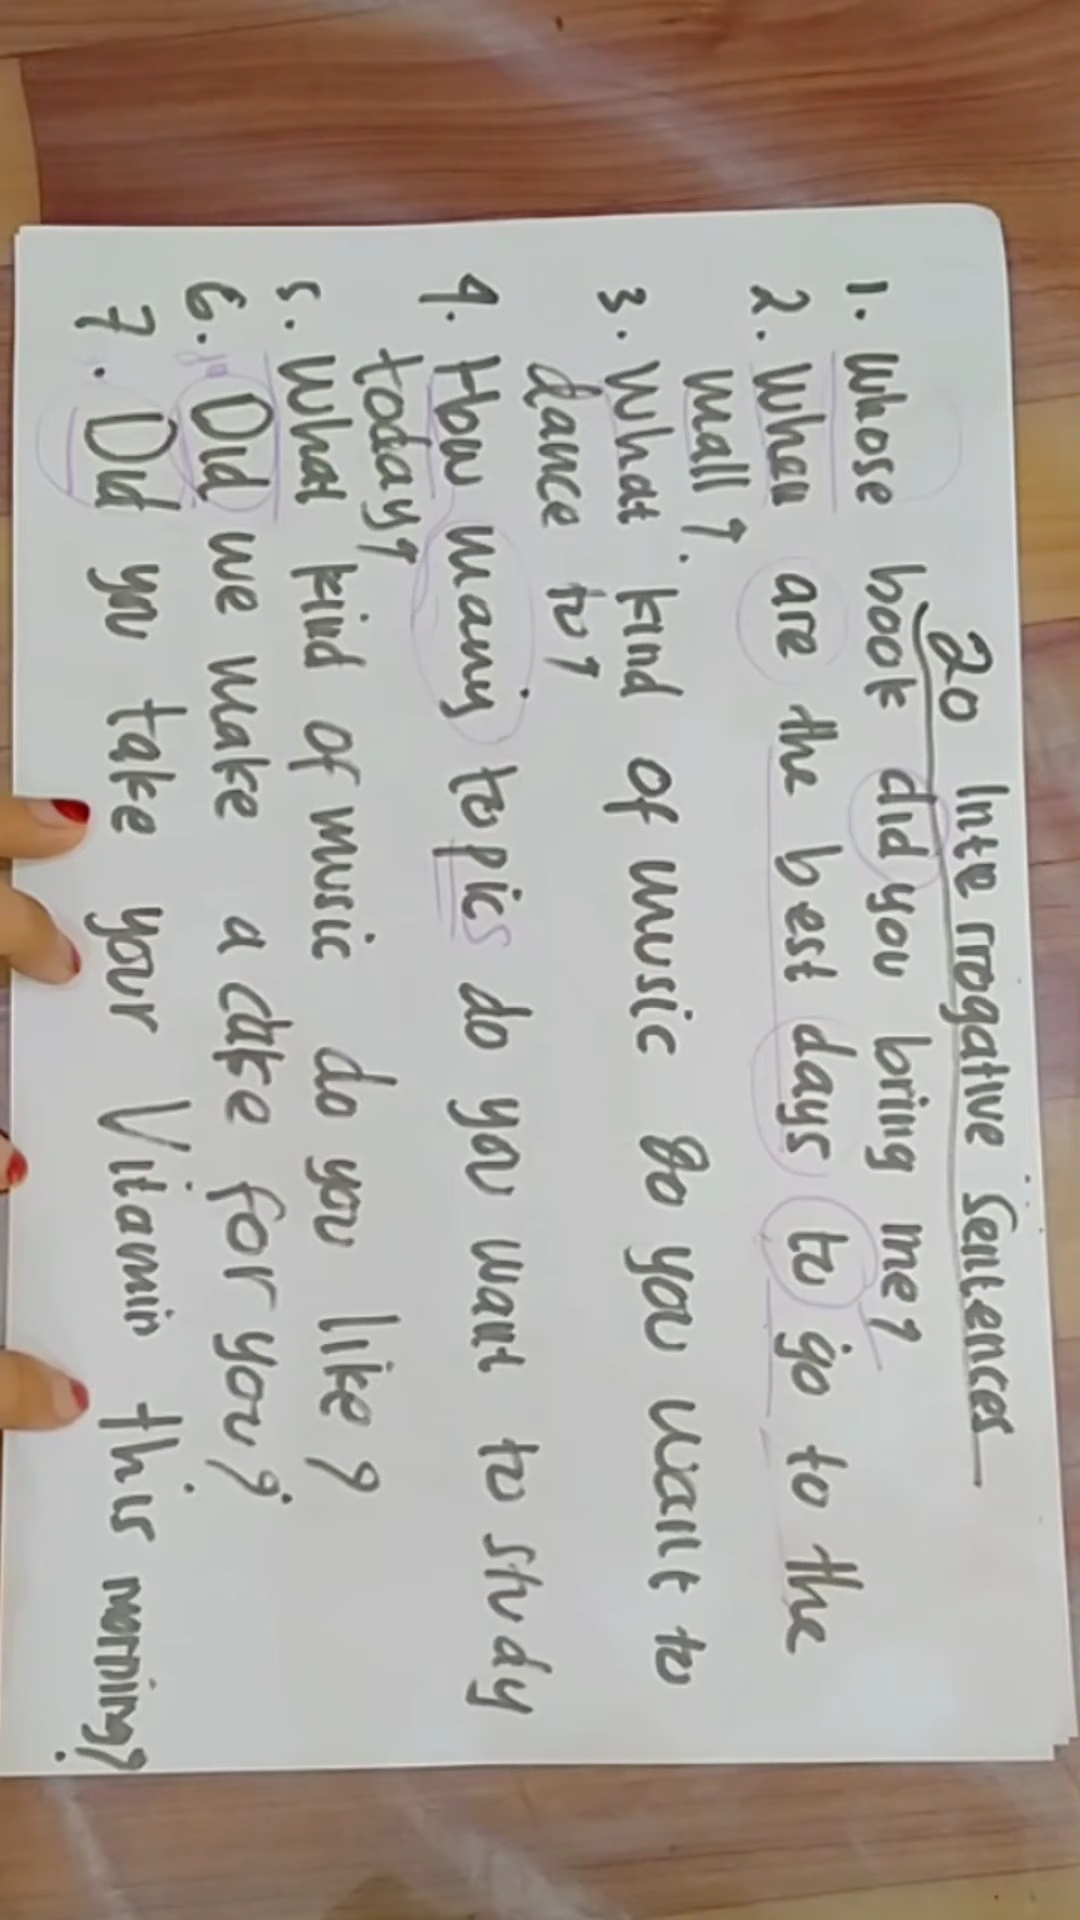 20 Interrogative Sentences
1. Whose book did you bring me?
2. When are the best days to go to the
mall?
3. What kind of music do you want to
dance to?
4. How many topics do you want to study
today?
5. What kind of music do you like?
6. Did we make a cake for you?
7. Did you take your Vitamin this morning?